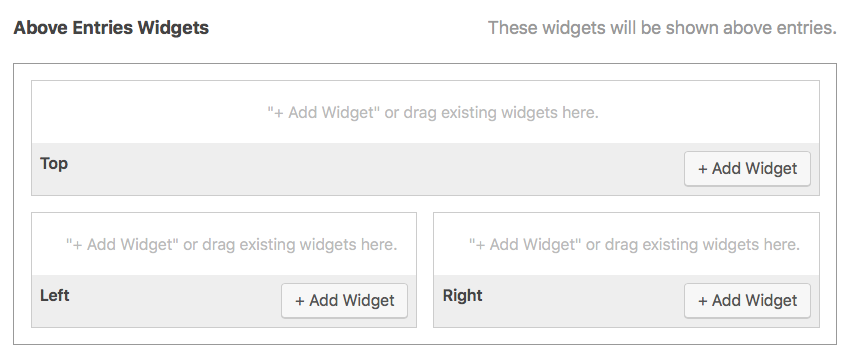 Above Entries Widgets
These widgets will be shown above entries.
"+ Add Widget" or drag existing widgets here.
Top
+ Add Widget
"+ Add Widget" or drag existing widgets here.
Left
+ Add Widget
"+ Add Widget" or drag existing widgets here.
Right
+ Add Widget